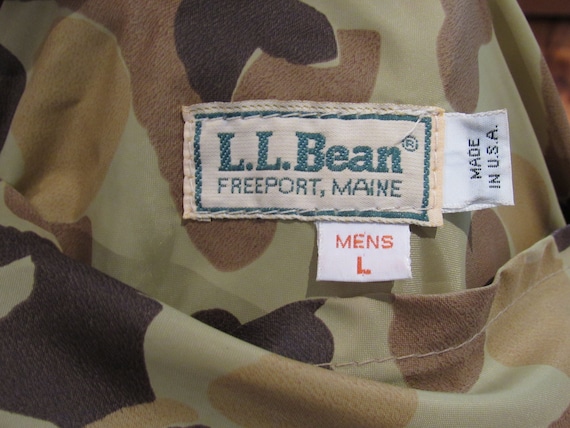 L.L.Bean®
FREEPORT, MAINE
MADE
IN U.S.A.
MENS
L